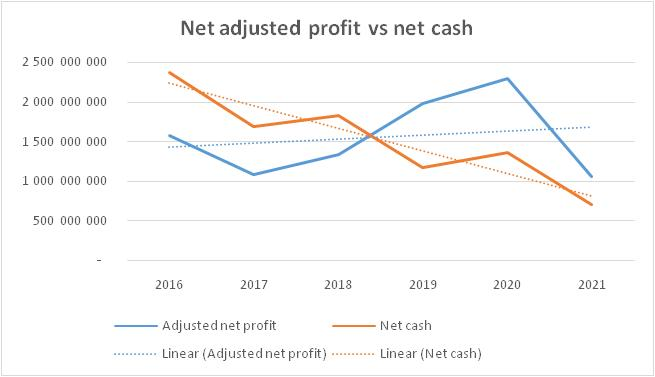 Net adjusted profit vs net cash
2 500 000 000
2 000 000 000
1 500 000 000
1 000 000 000
500 000 000
-
2016 2017 2018 2019 2020 2021
Adjusted net profit Net cash
Linear (Adjusted net profit) Linear (Net cash)